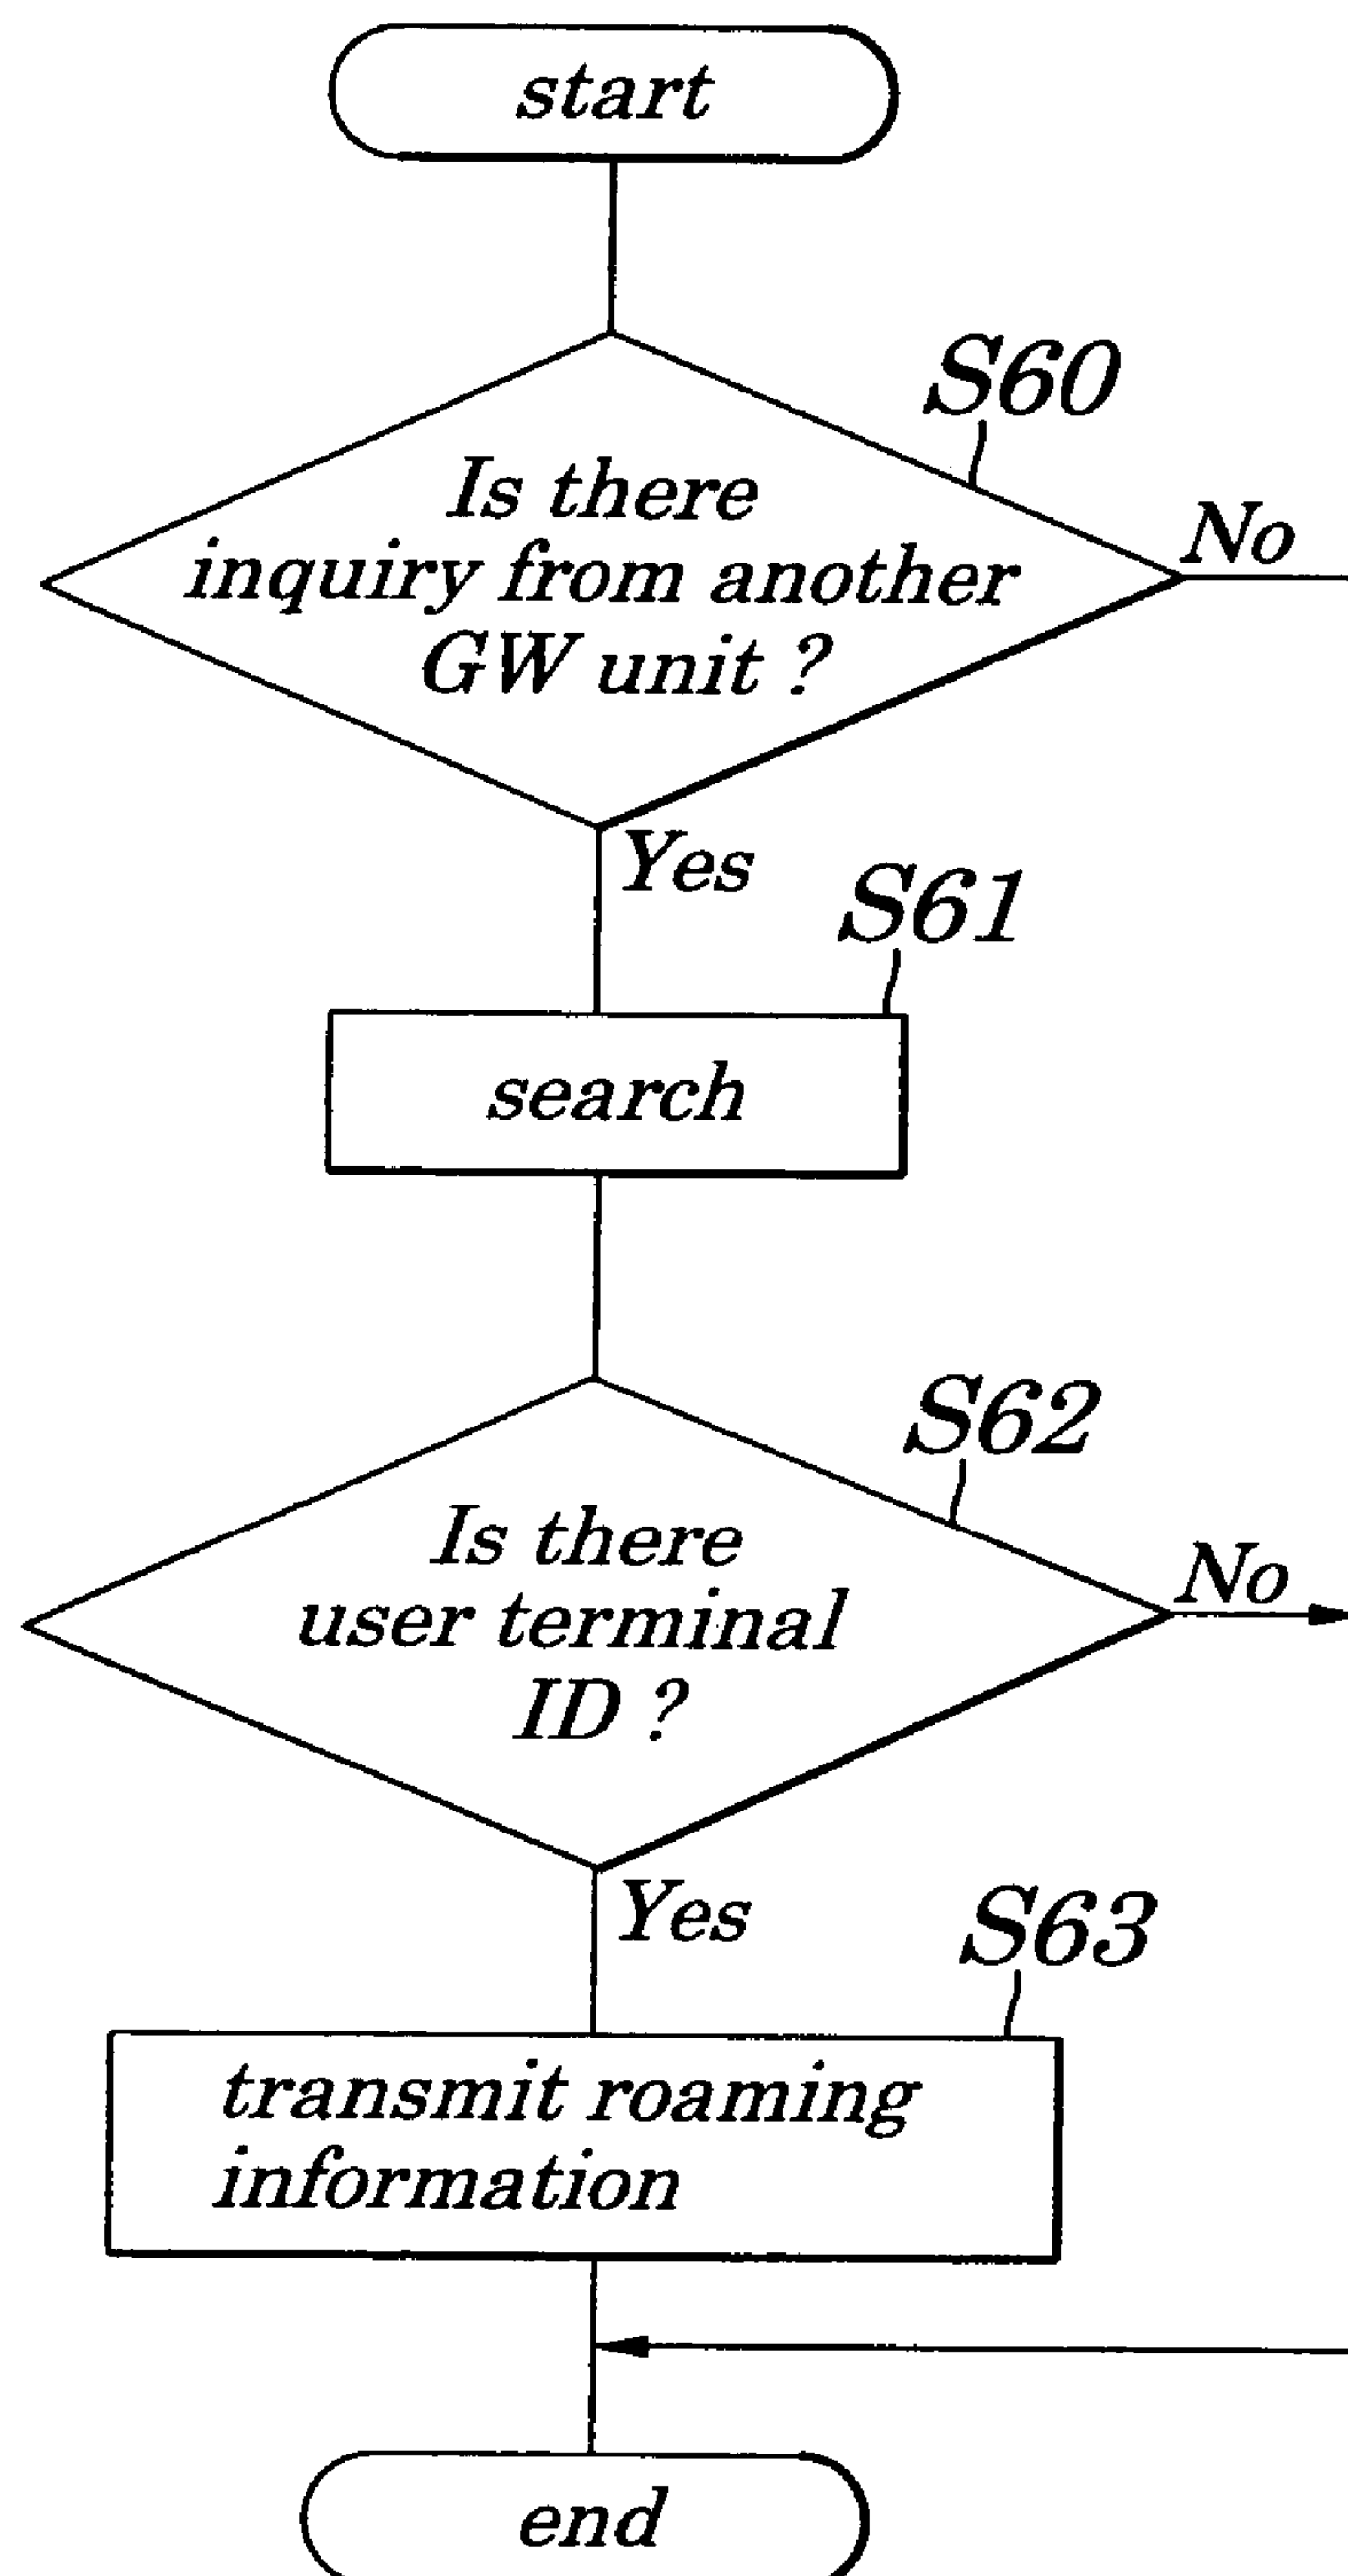 start
S60
Is there
inquiry from another
GW unit ?
No
Yes
S61
search
S62
Is there
user terminal
ID ?
No
Yes
S63
transmit roaming
information
end